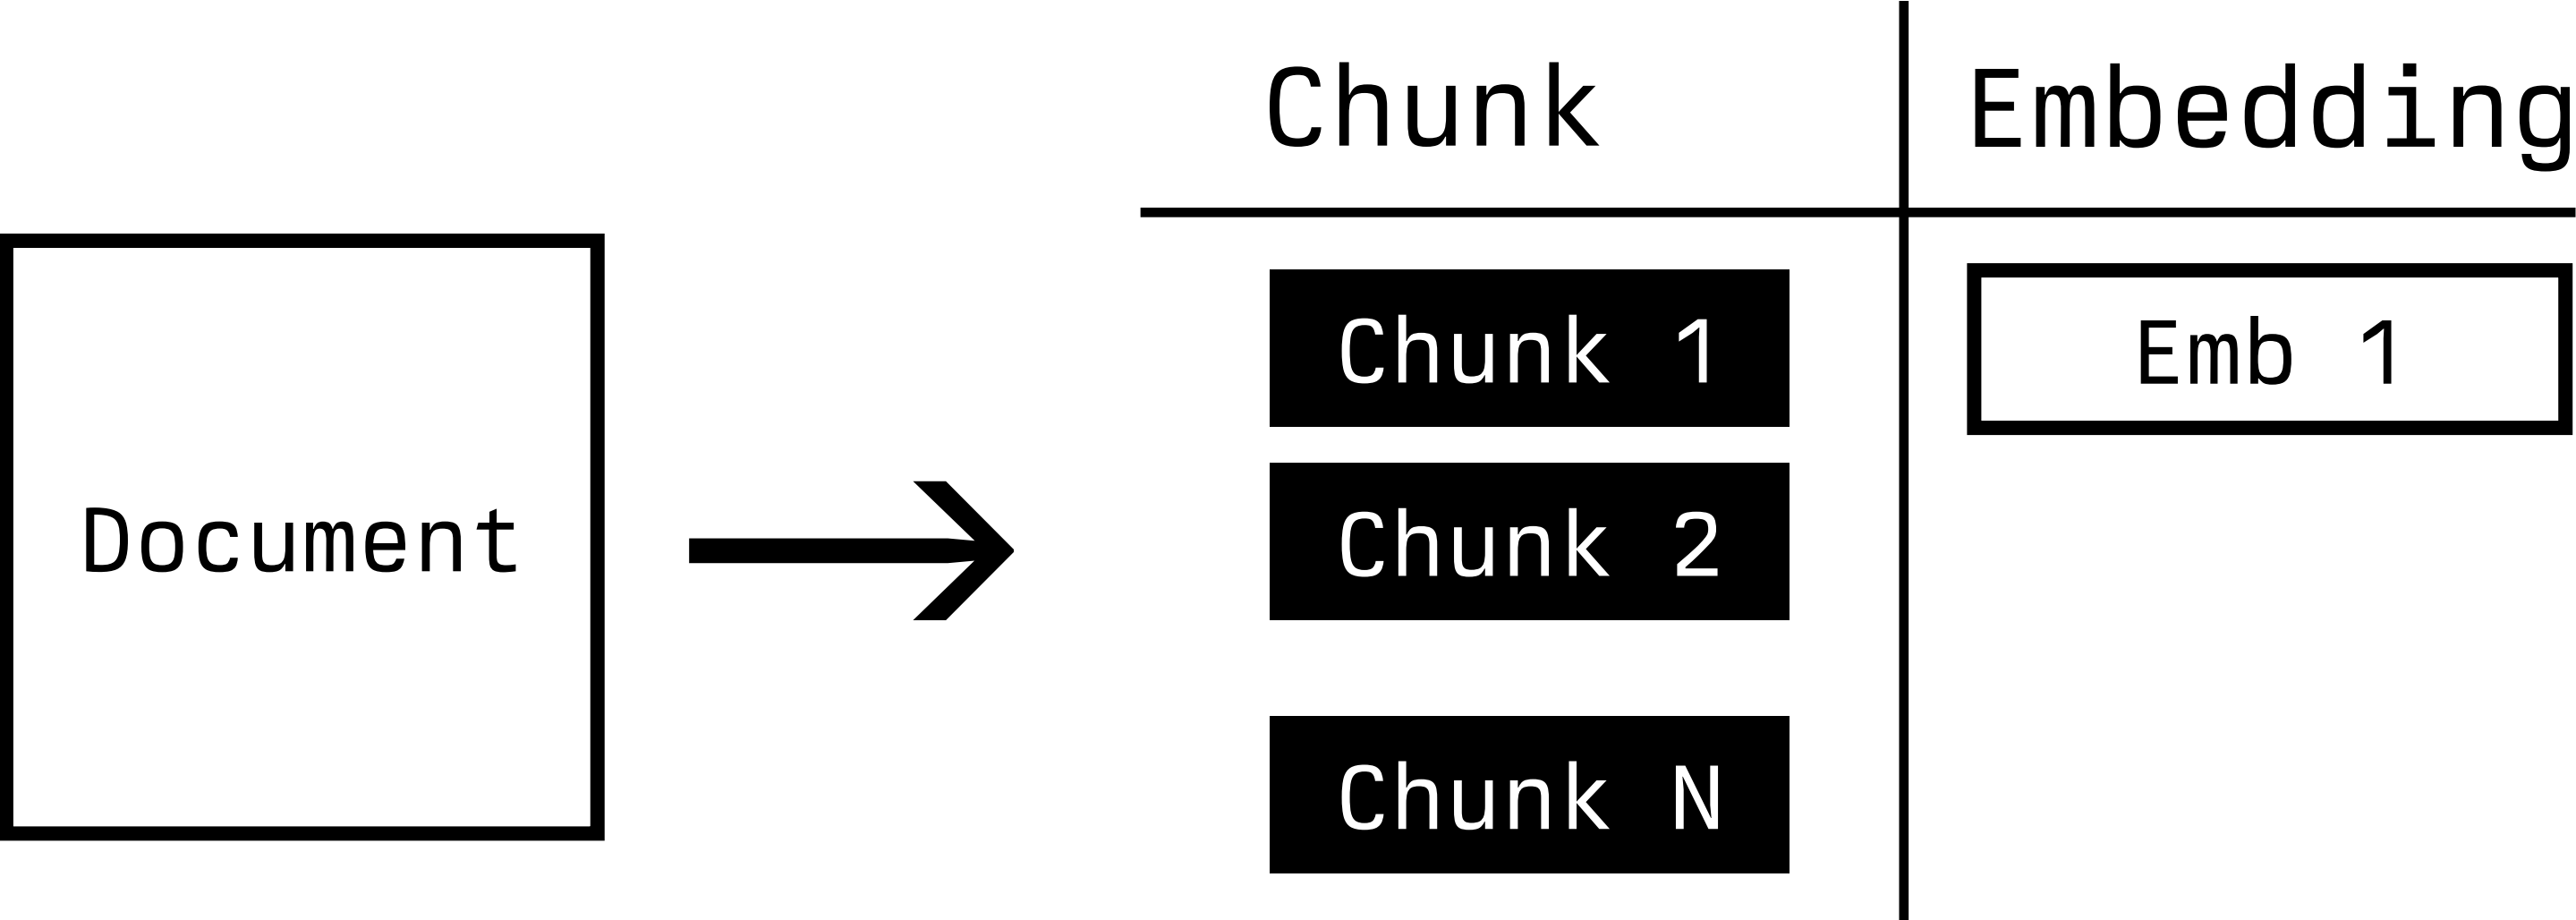 Chunk
Embedding
Document
Chunk 1
Emb 1
Chunk 2
Chunk N